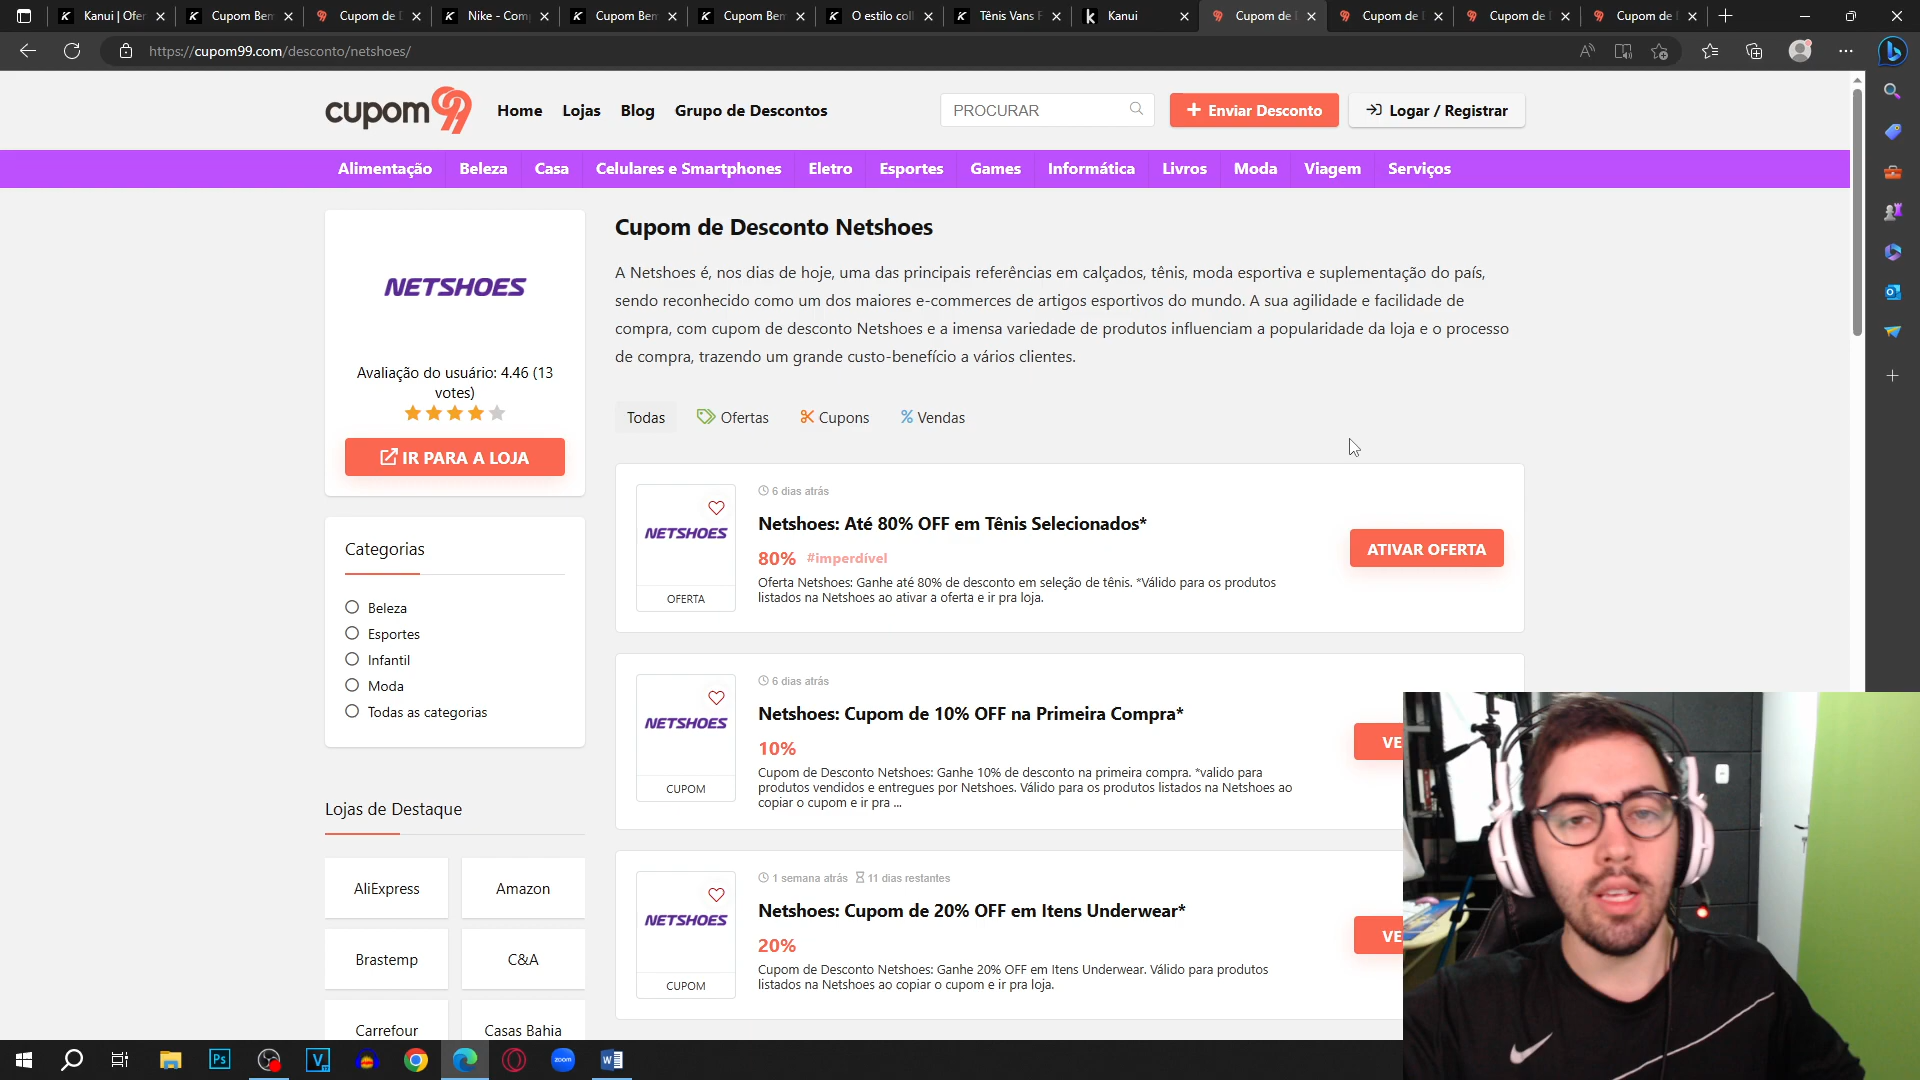 Kanui | Ofer
Cupom Ben
Cupom de D
Nike - Com
Cupom Ben
Cupom Ben
O estilo col
Tênis Vans F
Kanui
Cupom de
Cupom de
Cupom de
Cupom de
https://cupom99.com/desconto/netshoes/
cupom99
Home
Lojas
Blog
Grupo de Descontos
PROCURAR
Enviar Desconto
Logar / Registrar
Alimentação
Beleza
Casa
Celulares e Smartphones
Eletro
Esportes
Games
Informática
Livros
Moda
Viagem
Serviços
NETSHOES
Avaliação do usuário: 4.46 (13
votes)
IR PARA A LOJA
Categorias
Beleza
Esportes
Infantil
Moda
Todas as categorias
Lojas de Destaque
AliExpress
Amazon
Brastemp
C&A
Carrefour
Casas Bahia
Cupom de Desconto Netshoes
A Netshoes é, nos dias de hoje, uma das principais referências em calçados, tênis, moda esportiva e suplementação do país,
sendo reconhecido como um dos maiores e-commerces de artigos esportivos do mundo. A sua agilidade e facilidade de
compra, com cupom de desconto Netshoes e a imensa variedade de produtos influenciam a popularidade da loja e o processo
de compra, trazendo um grande custo-benefício a vários clientes.
Todas
Ofertas
Cupons
Vendas
NETSHOES
OFERTA
6 dias atrás
Netshoes: Até 80% OFF em Tênis Selecionados*
80% #imperdível
Oferta Netshoes: Ganhe até 80% de desconto em seleção de tênis. *Válido para os produtos
listados na Netshoes ao ativar a oferta e ir pra loja.
ATIVAR OFERTA
NETSHOES
CUPOM
6 dias atrás
Netshoes: Cupom de 10% OFF na Primeira Compra*
10%
Cupom de Desconto Netshoes: Ganhe 10% de desconto na primeira compra. *valido para
produtos vendidos e entregues por Netshoes. Válido para os produtos listados na Netshoes ao
copiar o cupom e ir pra ...
VE
NETSHOES
CUPOM
1 semana atrás 11 dias restantes
Netshoes: Cupom de 20% OFF em Itens Underwear*
20%
Cupom de Desconto Netshoes: Ganhe 20% OFF em Itens Underwear. Válido para produtos
listados na Netshoes ao copiar o cupom e ir pra loja.
VE
Ps
V
zoom
W